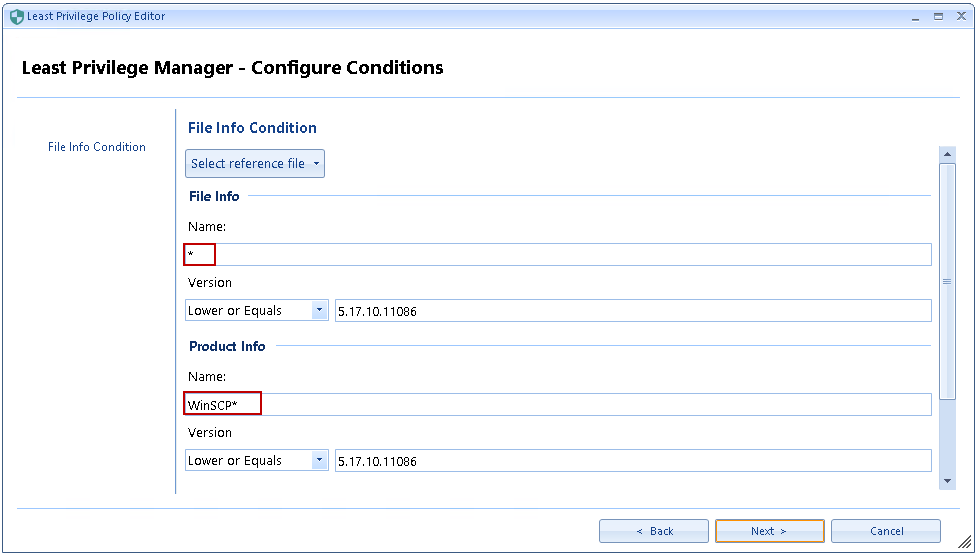 Least Privilege Policy Editor
Least Privilege Manager - Configure Conditions
File Info Condition
File Info Condition
Select reference file
File Info
Name:
*
Version
Lower or Equals 5.17.10.11086
Product Info
Name:
WinSCP*
Version
Lower or Equals 5.17.10.11086
< Back Next > Cancel